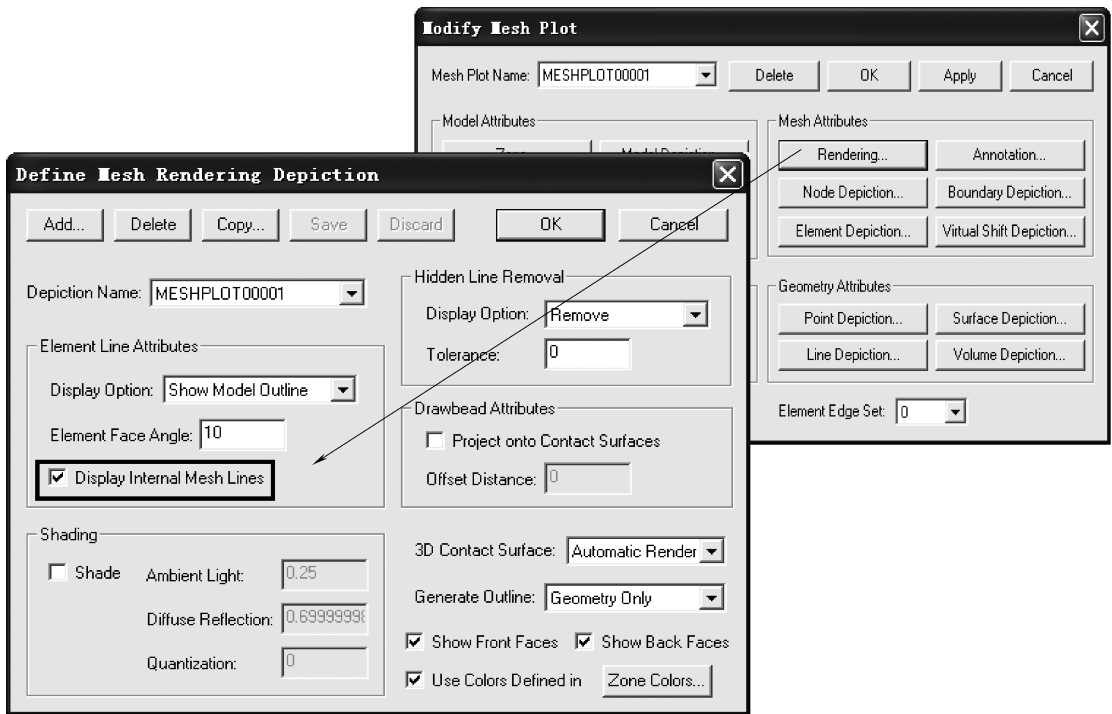 Modify Mesh Plot
Mesh Plot Name: MESHPLOT00001 Delete OK Apply Cancel
Model Attributes
Mesh Attributes
Rendering... Annotation...
Node Depiction... Boundary Depiction...
Element Depiction... Virtual Shift Depiction...
Geometry Attributes
Point Depiction... Surface Depiction...
Line Depiction... Volume Depiction...
Element Edge Set: 0
Define Mesh Rendering Depiction
Add... Delete Copy... Save Discard OK Cancel
Depiction Name: MESHPLOT00001
Element Line Attributes
Display Option: Show Model Outline
Element Face Angle: 10
Display Internal Mesh Lines
Shading
Shade Ambient Light: 0.25
Diffuse Reflection: 0.6999999
Quantization: 0
Hidden Line Removal
Display Option: Remove
Tolerance: 0
Drawbead Attributes
Project onto Contact Surfaces
Offset Distance: 0
3D Contact Surface: Automatic Render
Generate Outline: Geometry Only
Show Front Faces Show Back Faces
Use Colors Defined in Zone Colors...